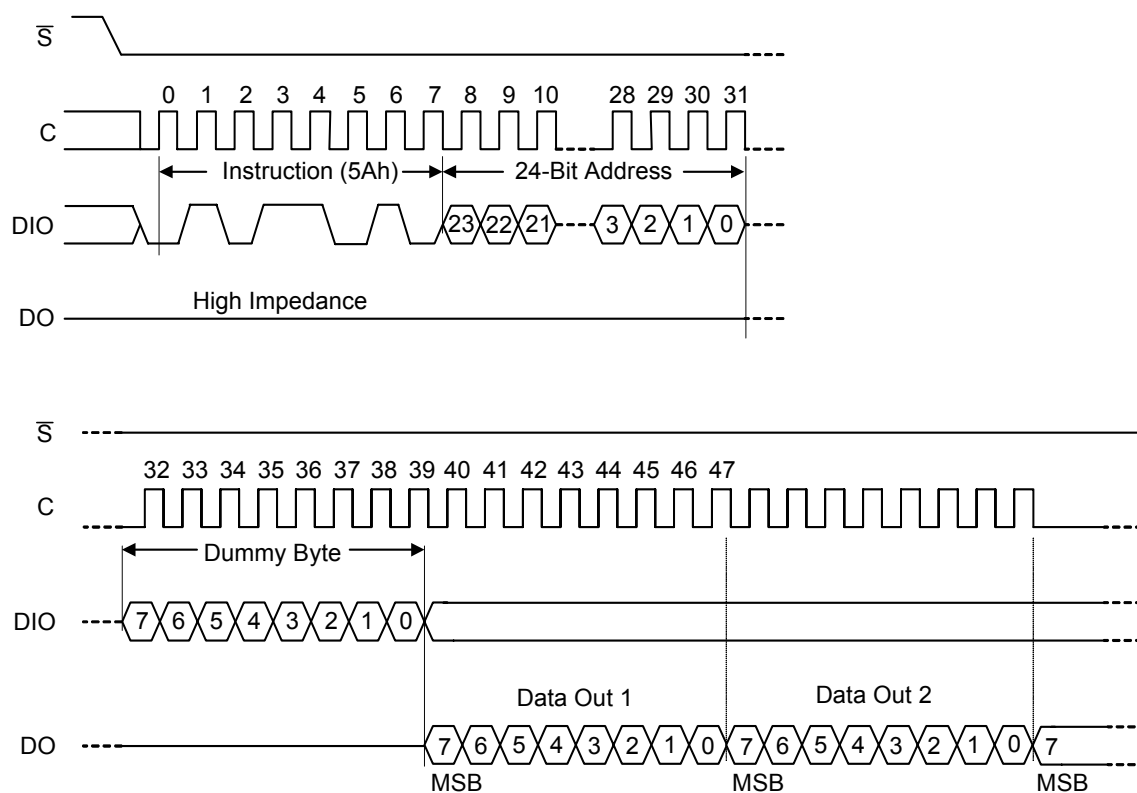 S
0 1 2 3 4 5 6 7 8 9 10 28 29 30 31
C
Instruction (5Ah) 24-Bit Address
DIO 23 22 21 3 2 1 0
High Impedance
DO
S
32 33 34 35 36 37 38 39 40 41 42 43 44 45 46 47
C
Dummy Byte
DIO 7 6 5 4 3 2 1 0
Data Out 1 Data Out 2
DO 7 6 5 4 3 2 1 0 7 6 5 4 3 2 1 0 7
MSB MSB MSB